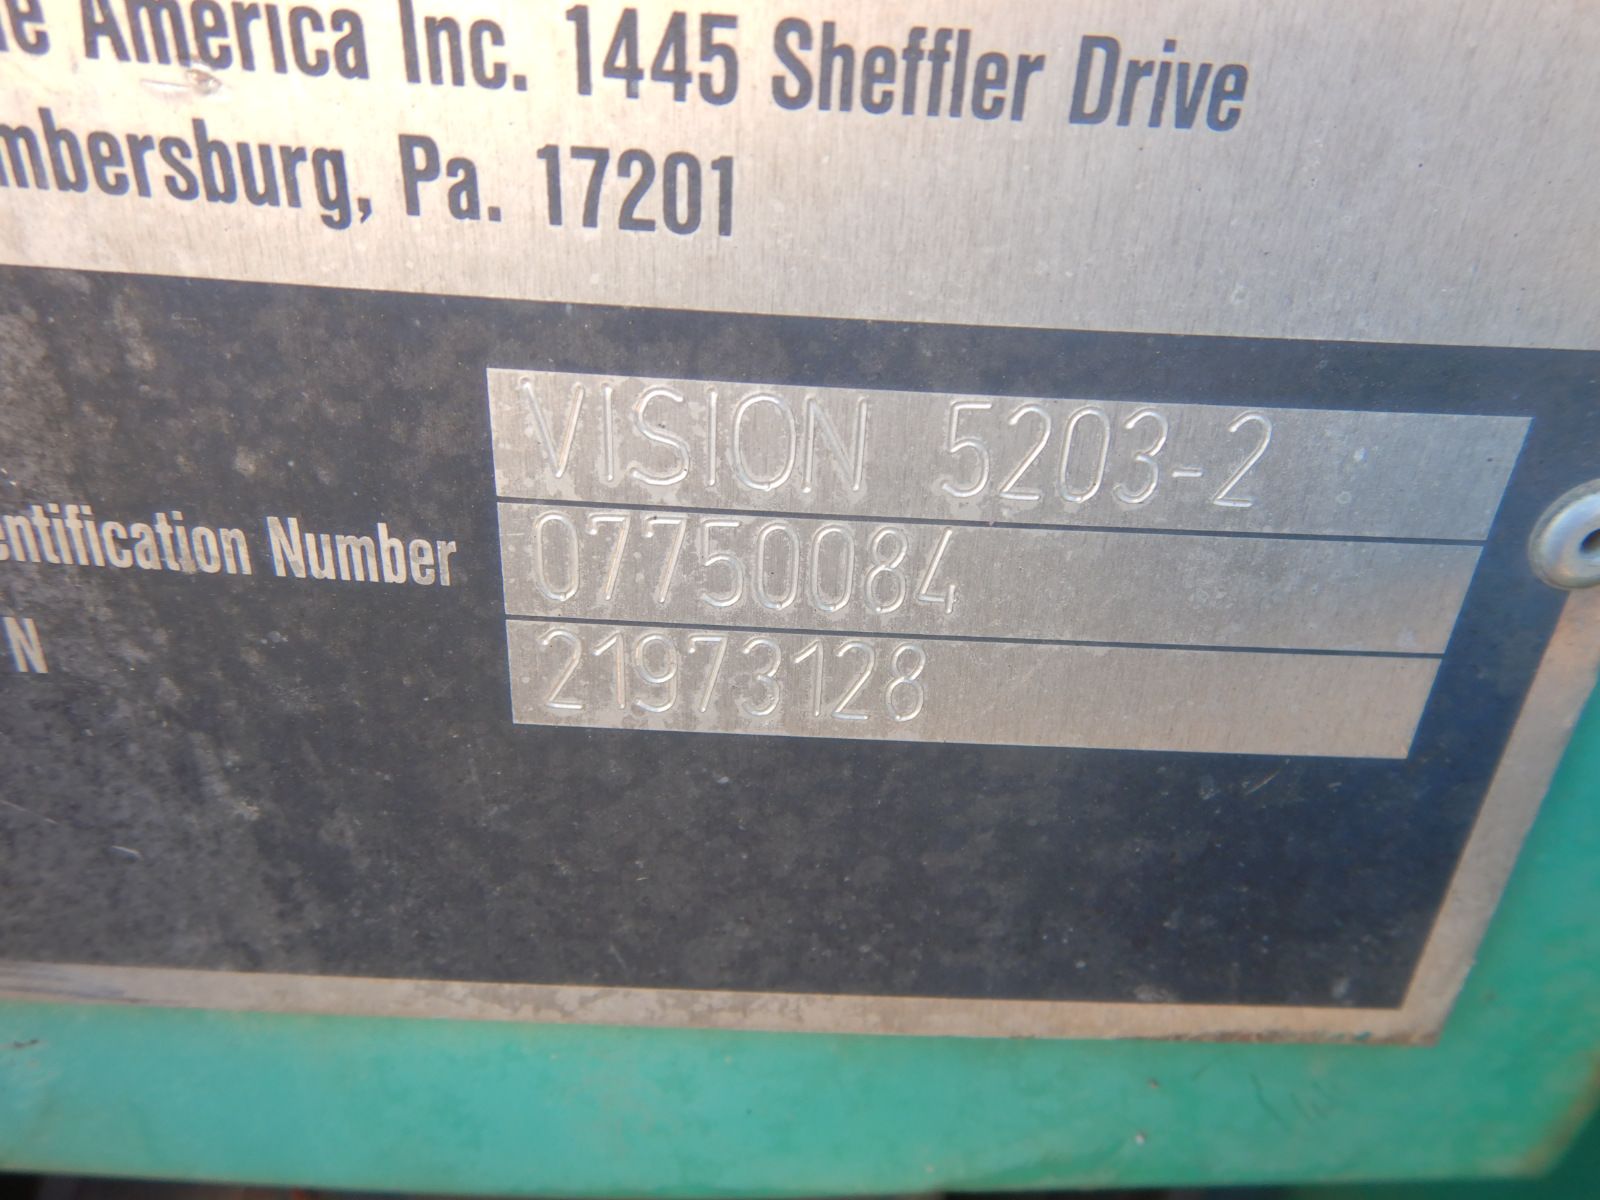 America Inc. 1445 Sheffler Drive
mbersburg, Pa. 17201
VISION 5203-2
entification Number 07750084
N 21973128